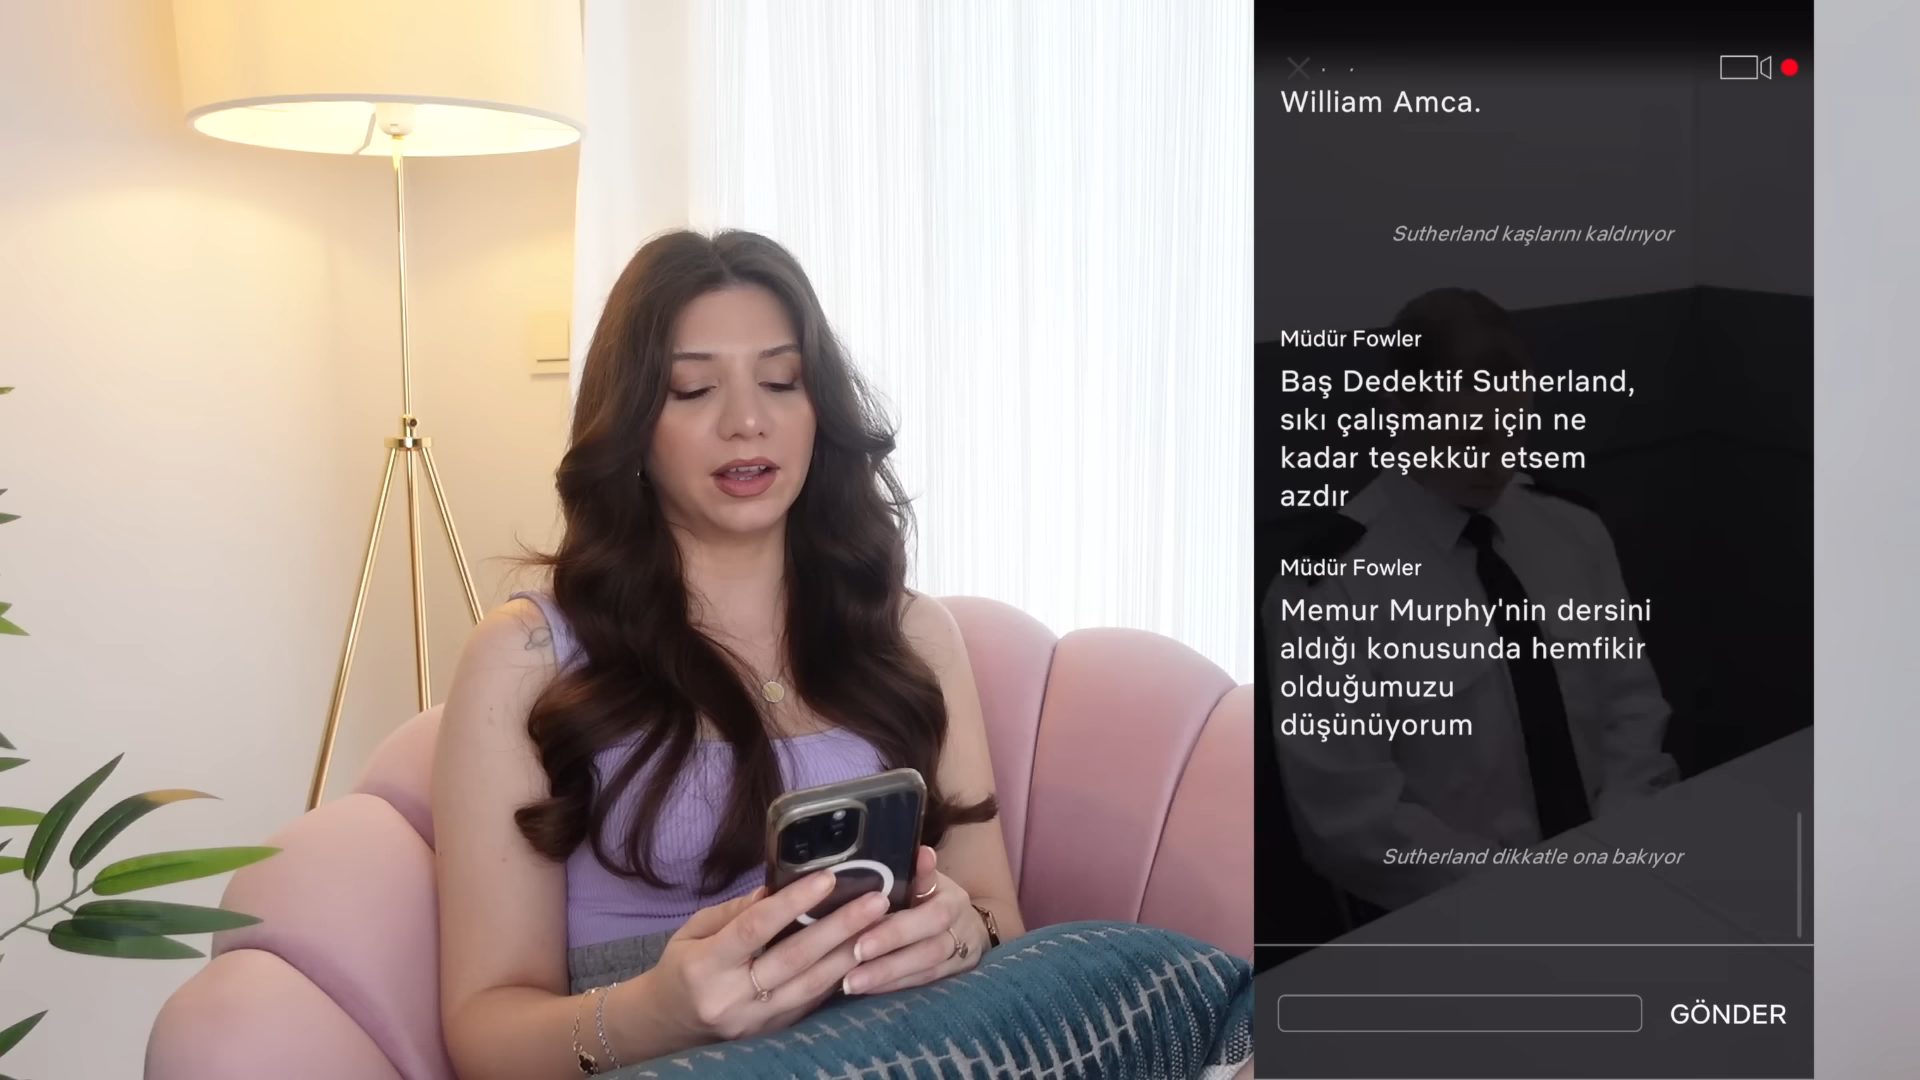 William Amca.
Sutherland kaşlarını kaldırıyor
Müdür Fowler
Baş Dedektif Sutherland,
sıkı çalışmanız için ne
kadar teşekkür etsem
azdır
Müdür Fowler
Memur Murphy'nin dersini
aldığı konusunda hemfikir
olduğumuzu
düşünüyorum
Sutherland dikkatle ona bakıyor
GÖNDER